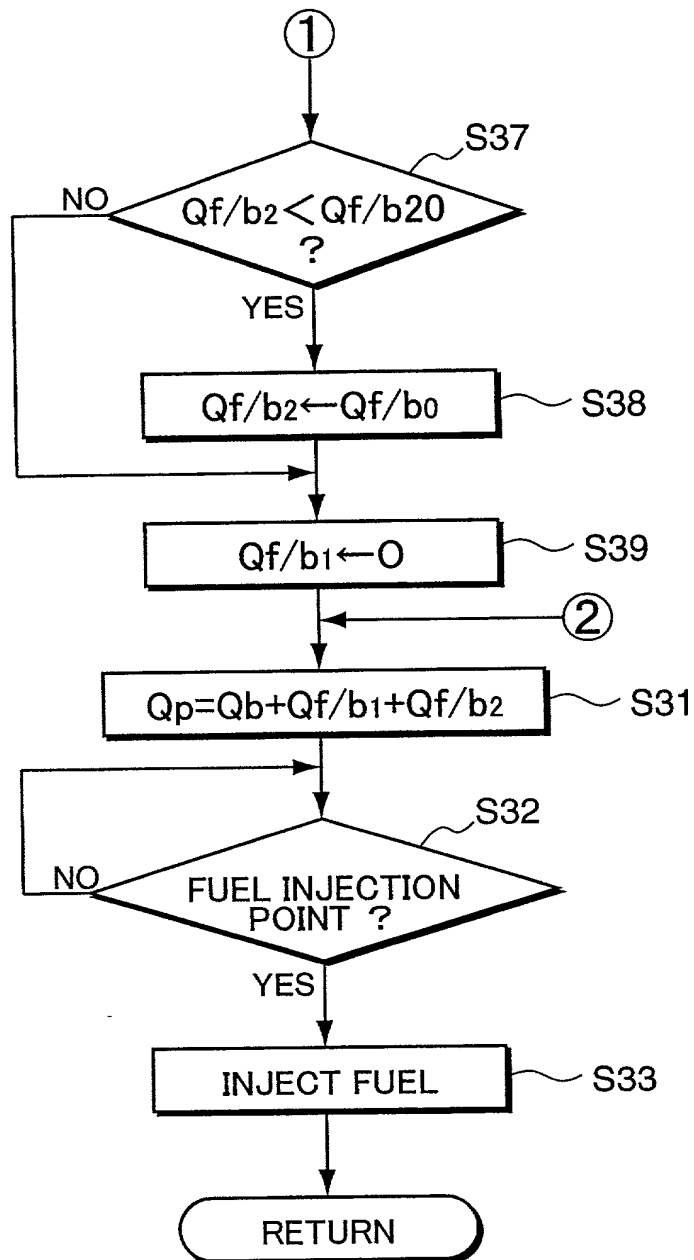 ①
S37
NO
Qf/b2<Qf/b20
?
YES
Qf/b2←Qf/b0
S38
Qf/b1←O
S39
②
Qp=Qb+Qf/b1+Qf/b2
S31
S32
NO
FUEL INJECTION
POINT ?
YES
INJECT FUEL
S33
RETURN